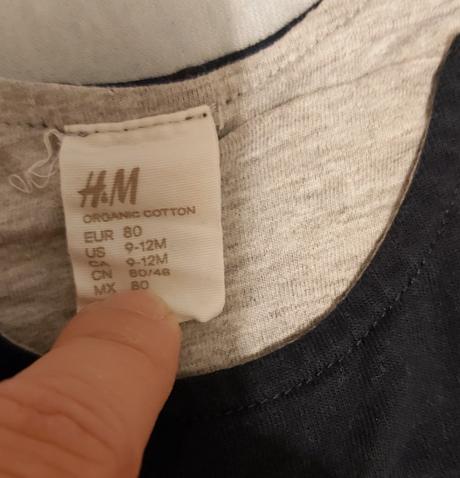 H&M
ORGANIC COTTON
EUR 80
US 9-12M
CA 9-12M
CN 80/48
MX 80